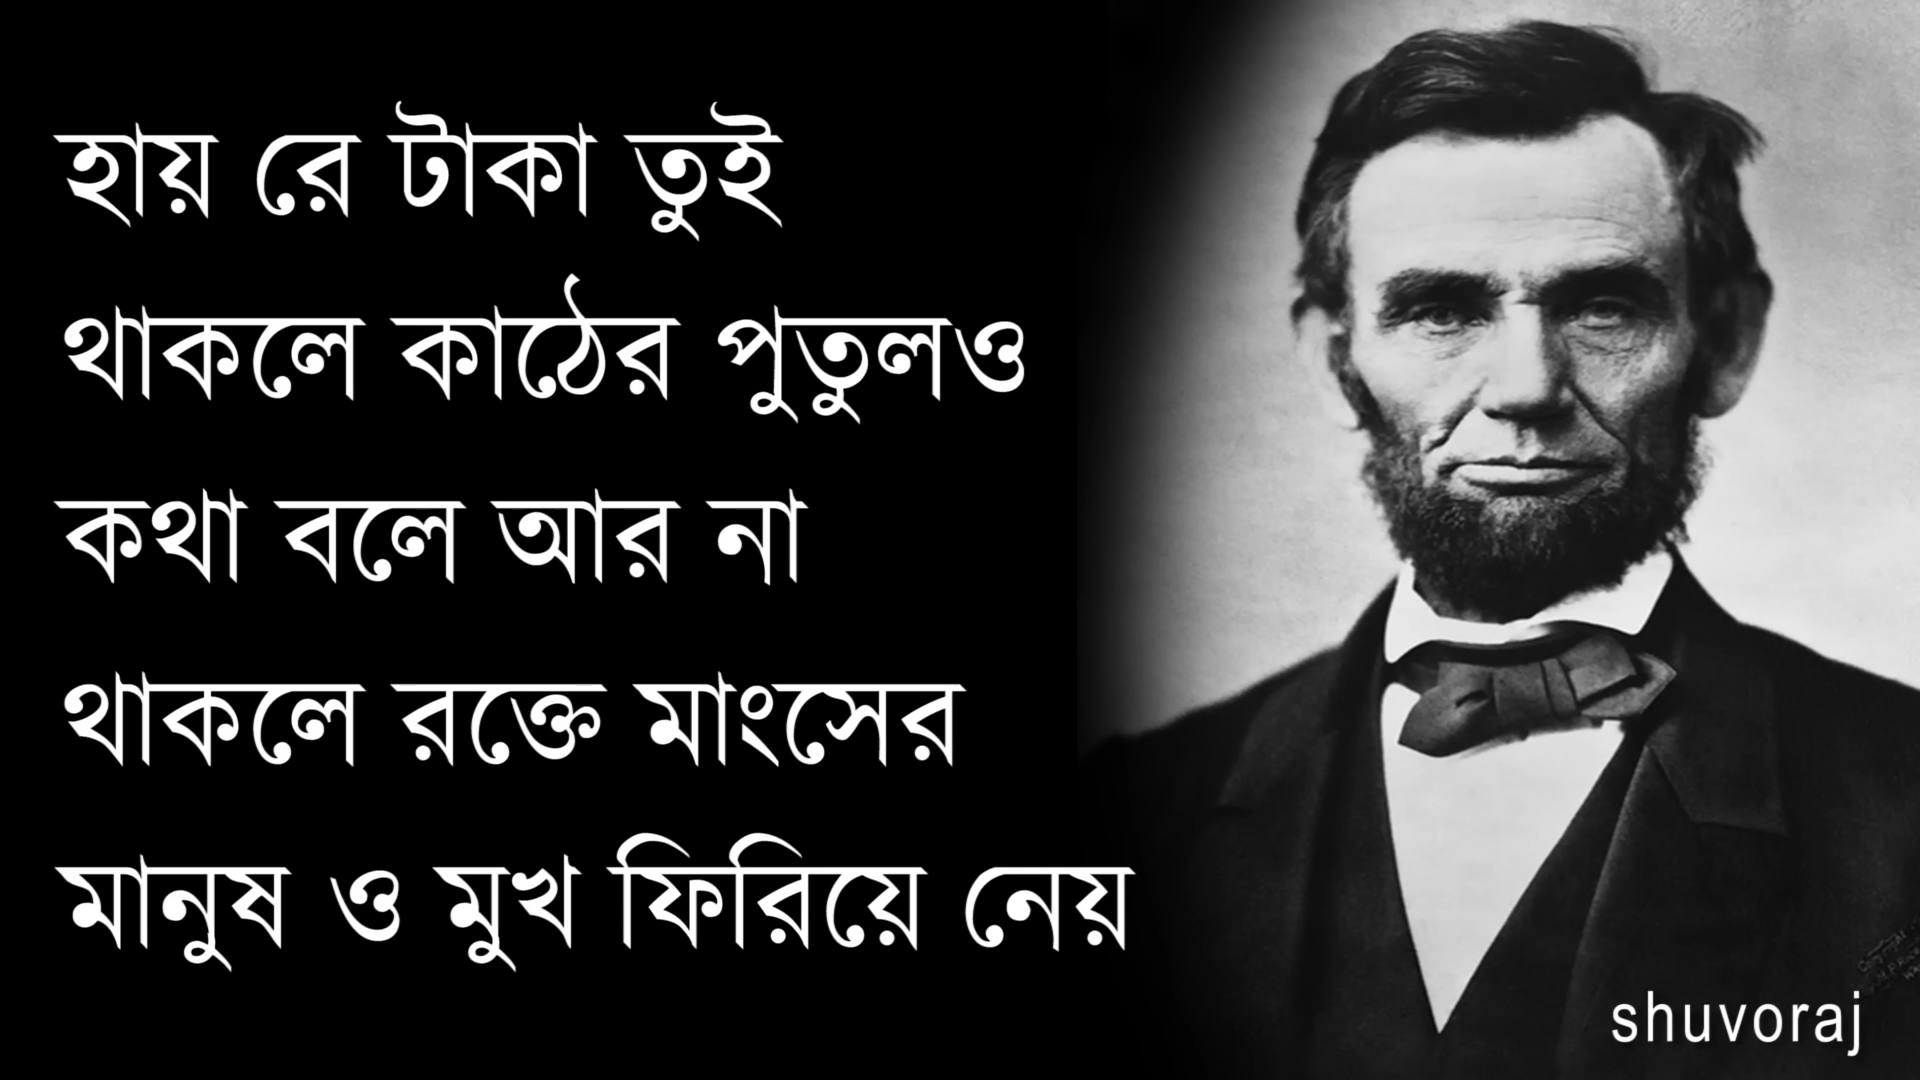 হায় রে টাকা তুই
থাকলে কাঠের পুতুলও
কথা বলে আর না
থাকলে রক্তে মাংসের
মানুষ ও মুখ ফিরিয়ে নেয়
shuvoraj